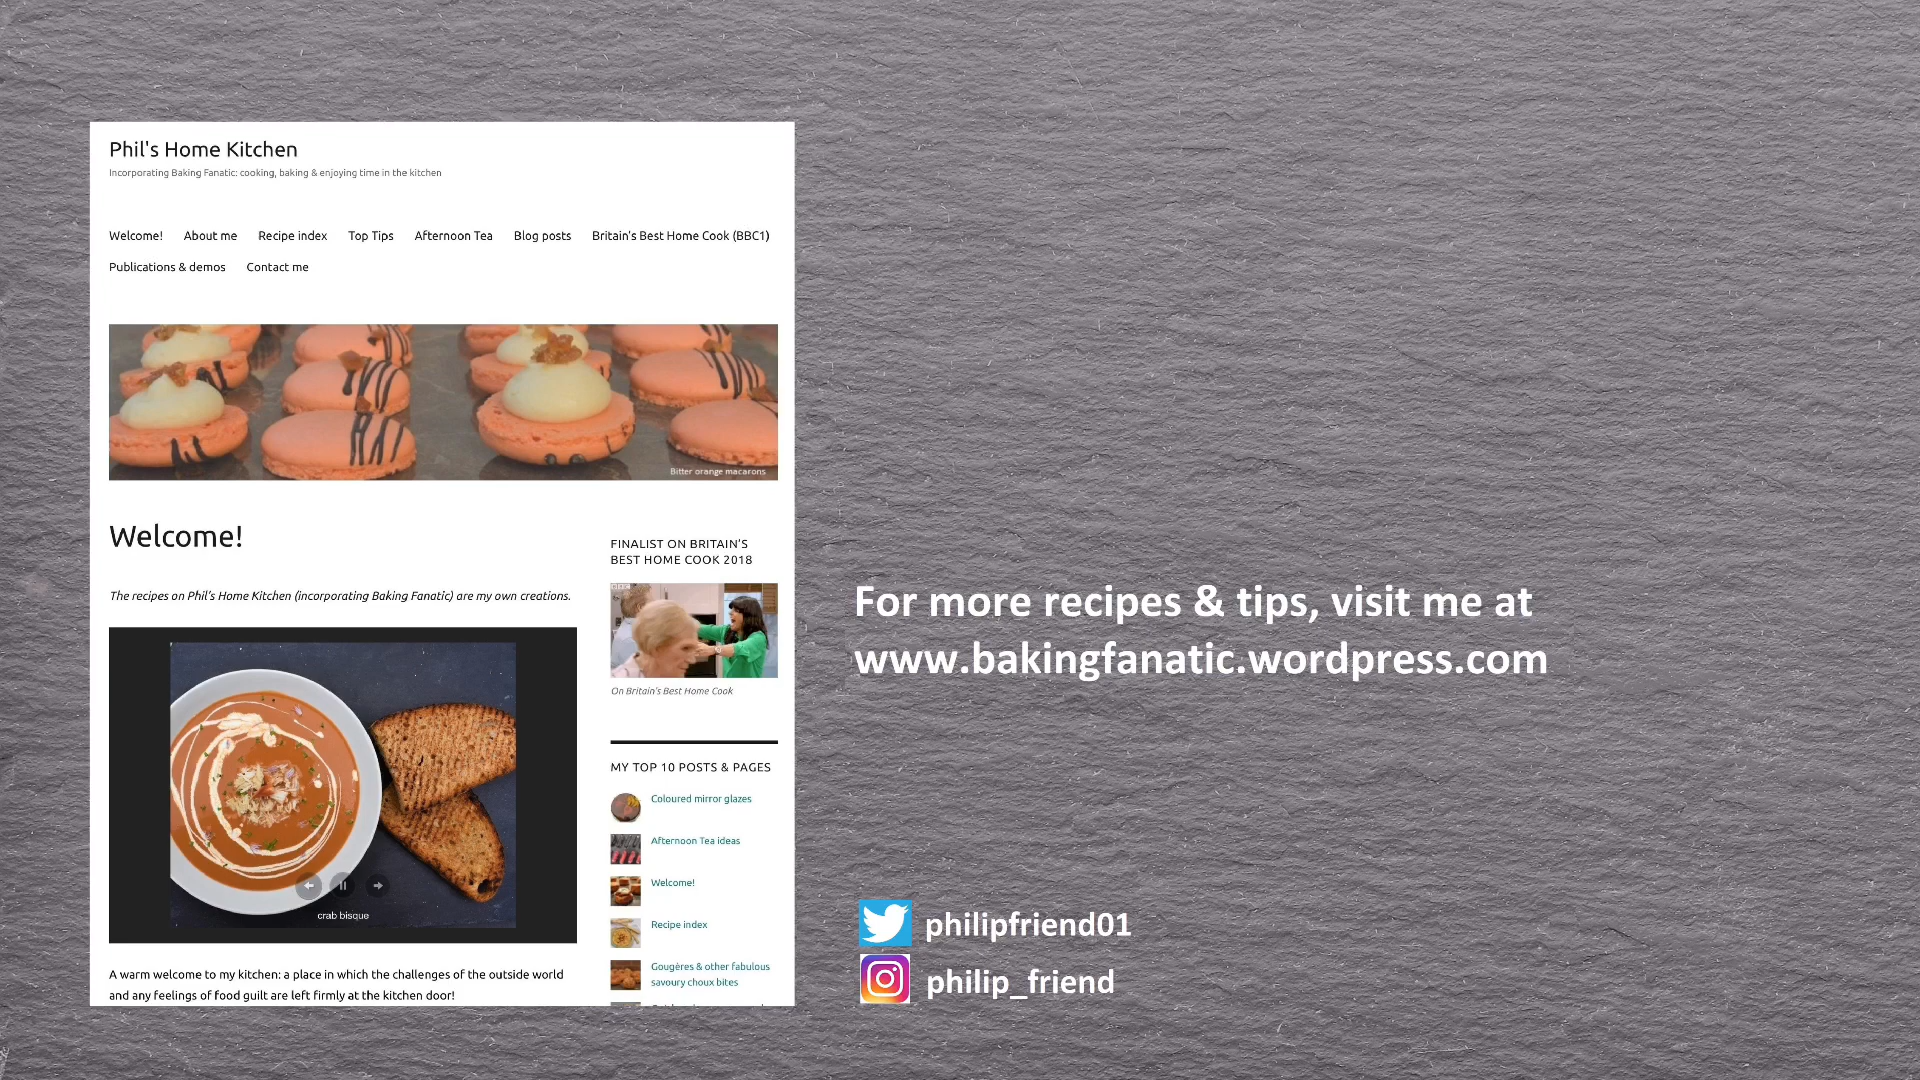 Phil's Home Kitchen
Incorporating Baking Fanatic: cooking, baking & enjoying time in the kitchen
Welcome! About me Recipe index Top Tips Afternoon Tea Blog posts Britain's Best Home Cook (BBC1)
Publications & demos Contact me
Bitter orange macarons
Welcome!
The recipes on Phil's Home Kitchen (incorporating Baking Fanatic) are my own creations.
crab bisque
A warm welcome to my kitchen: a place in which the challenges of the outside world
and any feelings of food guilt are left firmly at the kitchen door!
FINALIST ON BRITAIN'S
BEST HOME COOK 2018
BBC
On Britain's Best Home Cook
MY TOP 10 POSTS & PAGES
Coloured mirror glazes
Afternoon Tea ideas
Welcome!
Recipe index
Gougères & other fabulous
savoury choux bites
For more recipes & tips, visit me at
www.bakingfanatic.wordpress.com
philipfriend01
philip_friend